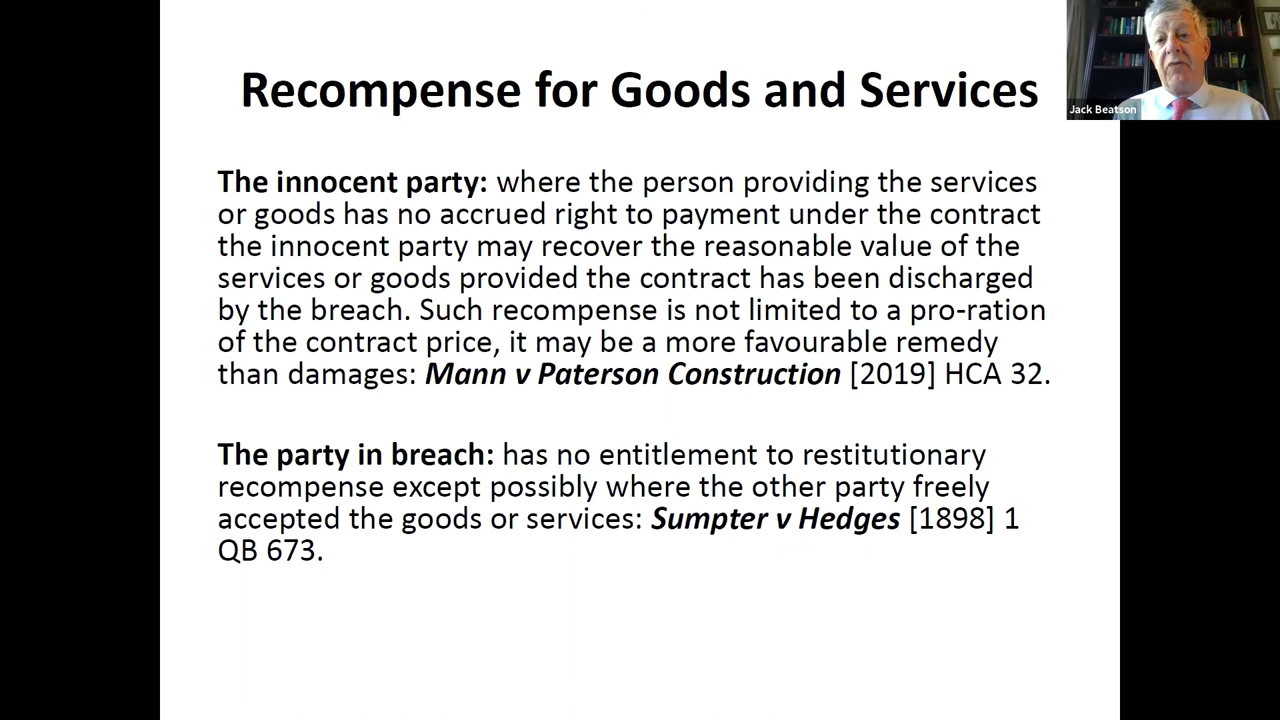 Recompense for Goods and Services
Jack Beatson
The innocent party: where the person providing the services
or goods has no accrued right to payment under the contract
the innocent party may recover the reasonable value of the
services or goods provided the contract has been discharged
by the breach. Such recompense is not limited to a pro-ration
of the contract price, it may be a more favourable remedy
than damages: Mann v Paterson Construction [2019] HCA 32.
The party in breach: has no entitlement to restitutionary
recompense except possibly where the other party freely
accepted the goods or services: Sumpter v Hedges [1898] 1
QB 673.